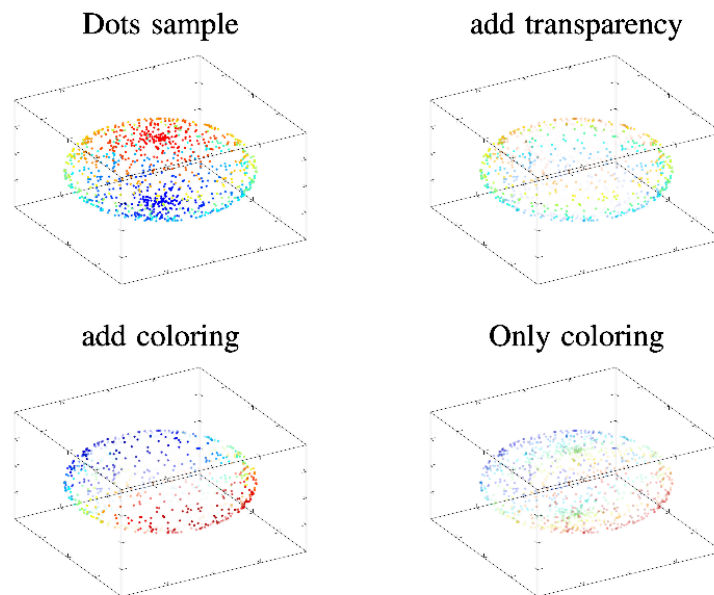 Dots sample
add transparency
add coloring
Only coloring